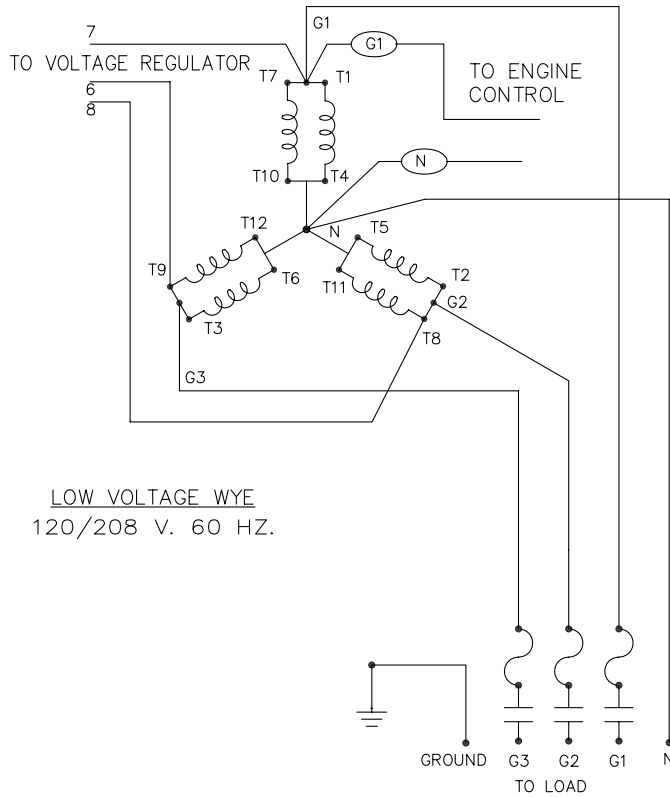 7
G1
G1
TO VOLTAGE REGULATOR
T7
T1
TO ENGINE
CONTROL
6
8
T10
T4
N
T12
N
T5
T9
T6
T11
T2
G2
T3
T8
G3
LOW VOLTAGE WYE
120/208 V. 60 HZ.
GROUND
G3
G2
G1
N
TO LOAD